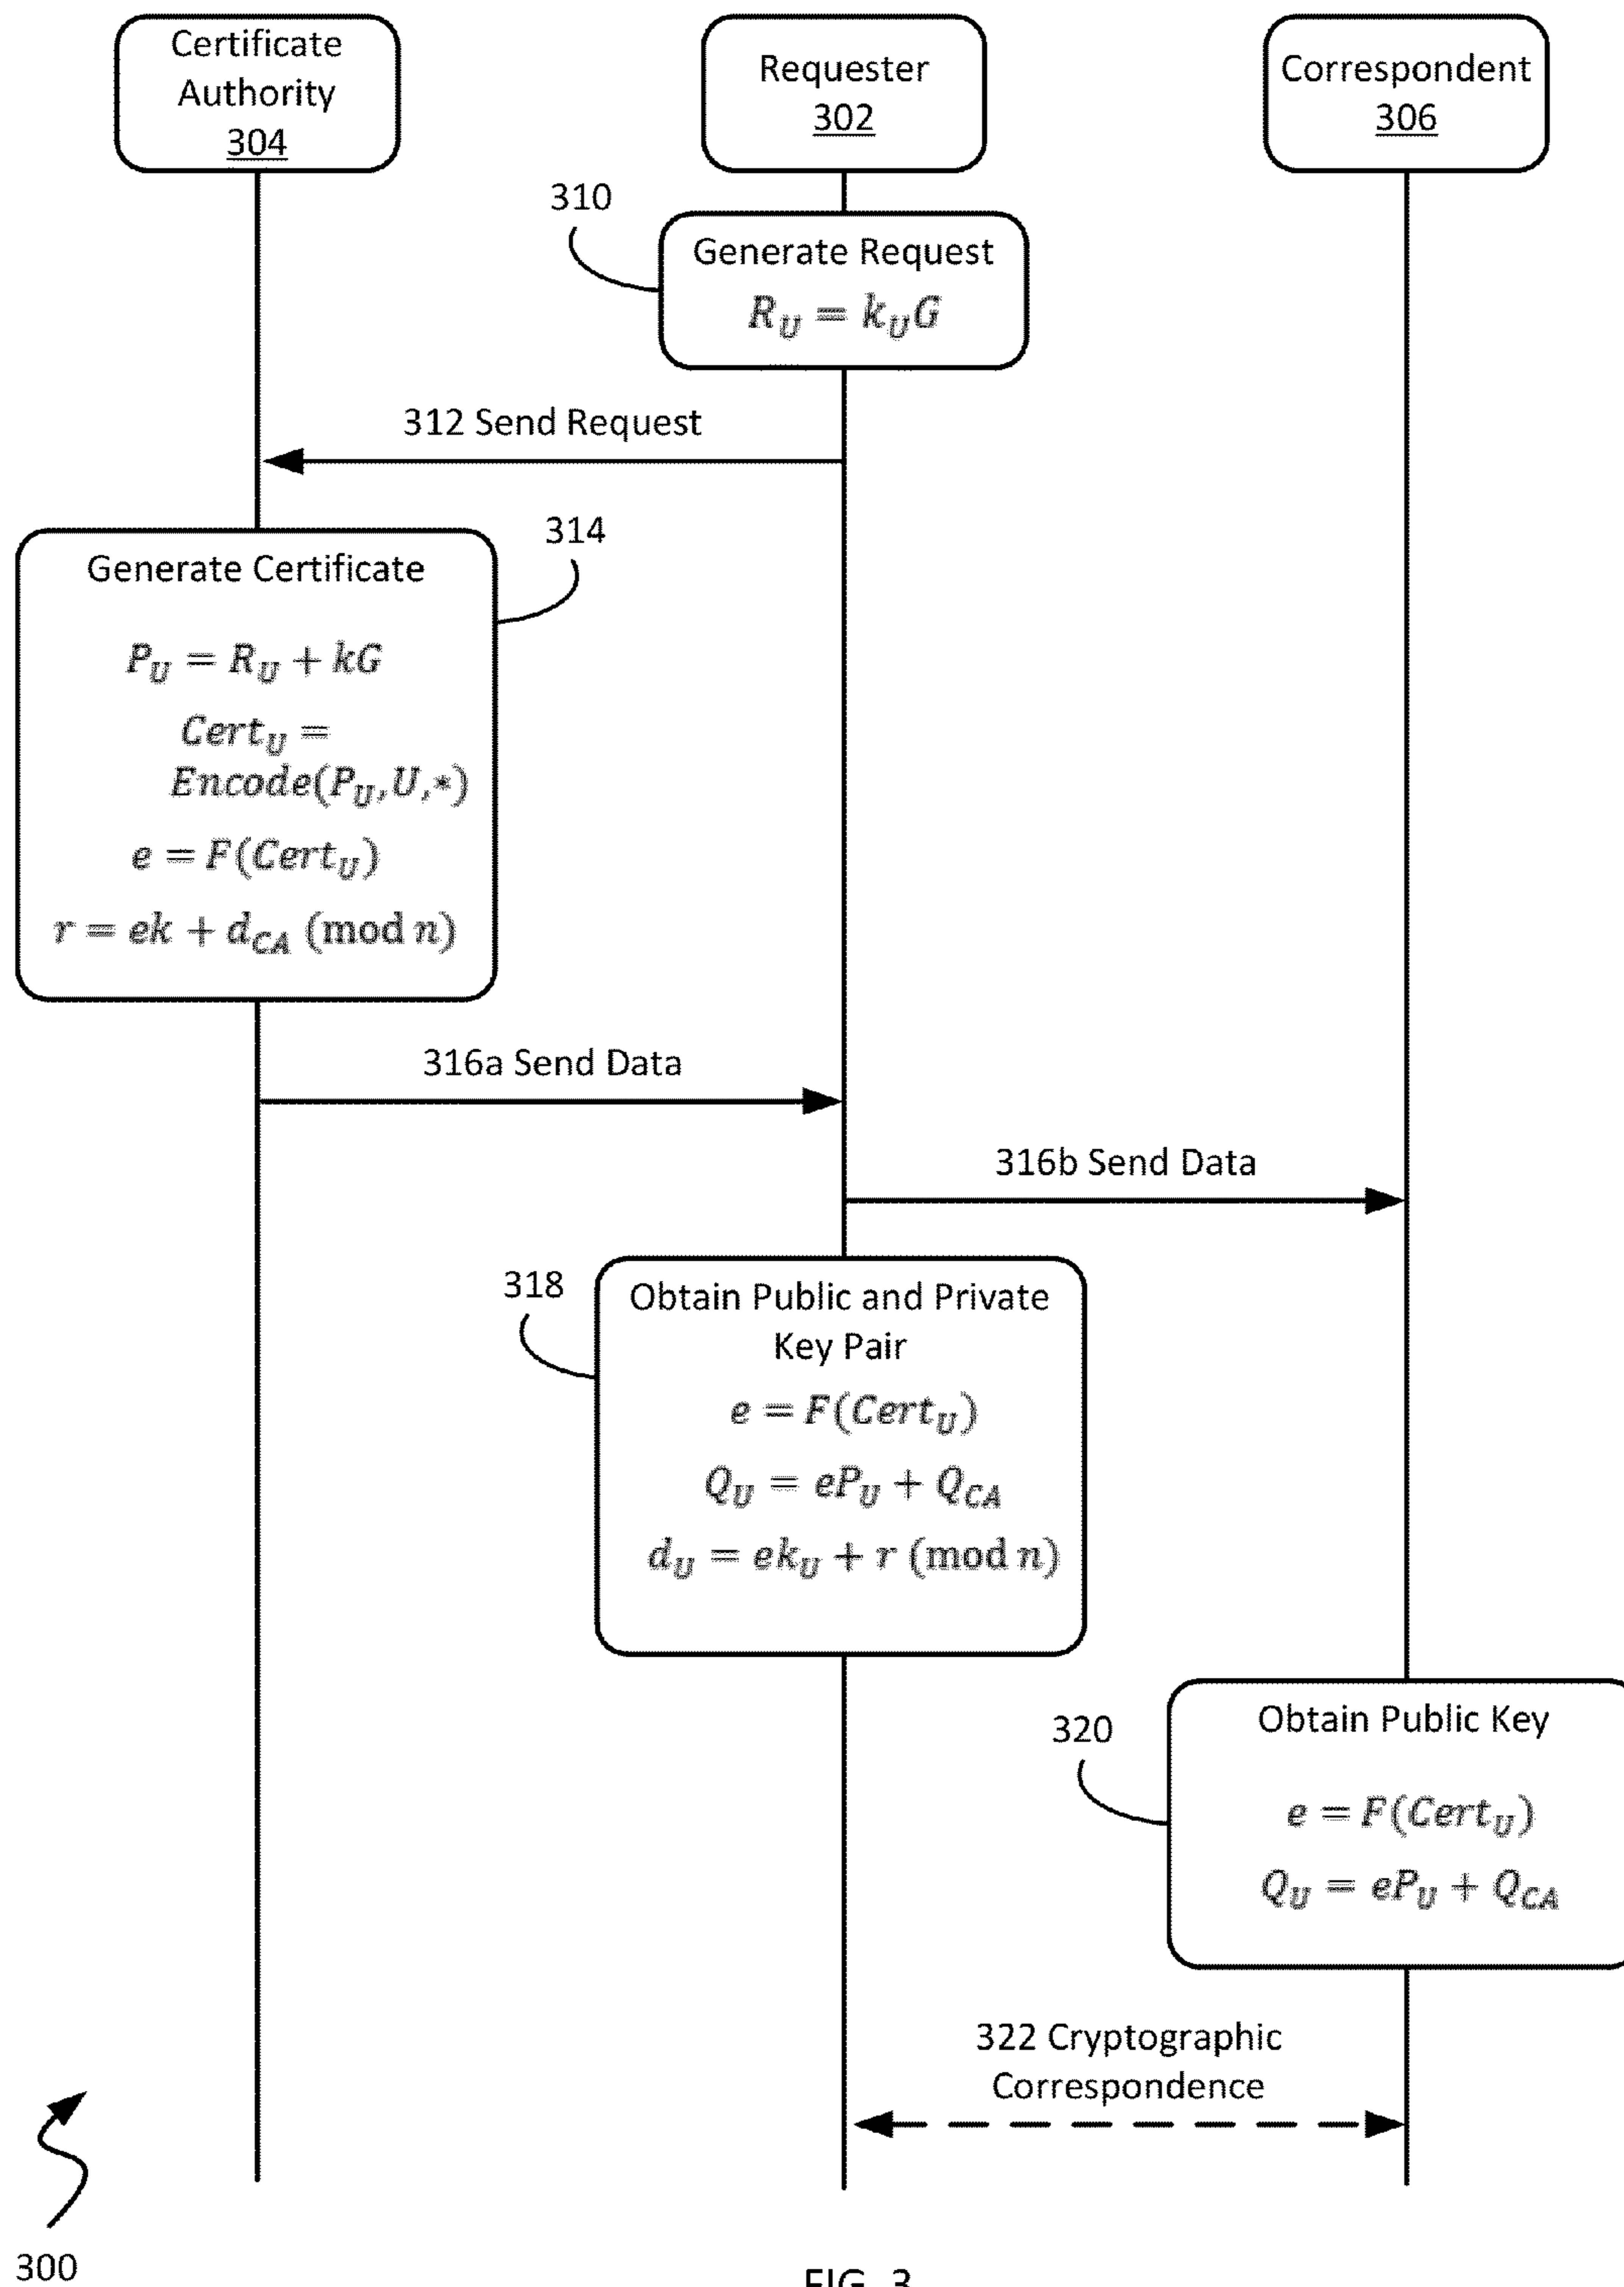 Certificate
Authority
304
Requester
302
Correspondent
306
310
Generate Request
R_U = k_U G
312 Send Request
314
Generate Certificate
P_U = R_U + kG
Cert_U =
Encode(P_U, U,*)
e = F(Cert_U)
r = ek + d_CA (mod n)
316a Send Data
316b Send Data
318
Obtain Public and Private
Key Pair
e = F(Cert_U)
Q_U = eP_U + Q_CA
d_U = ek_U + r (mod n)
320
Obtain Public Key
e = F(Cert_U)
Q_U = eP_U + Q_CA
322 Cryptographic
Correspondence
300
FIG. 3